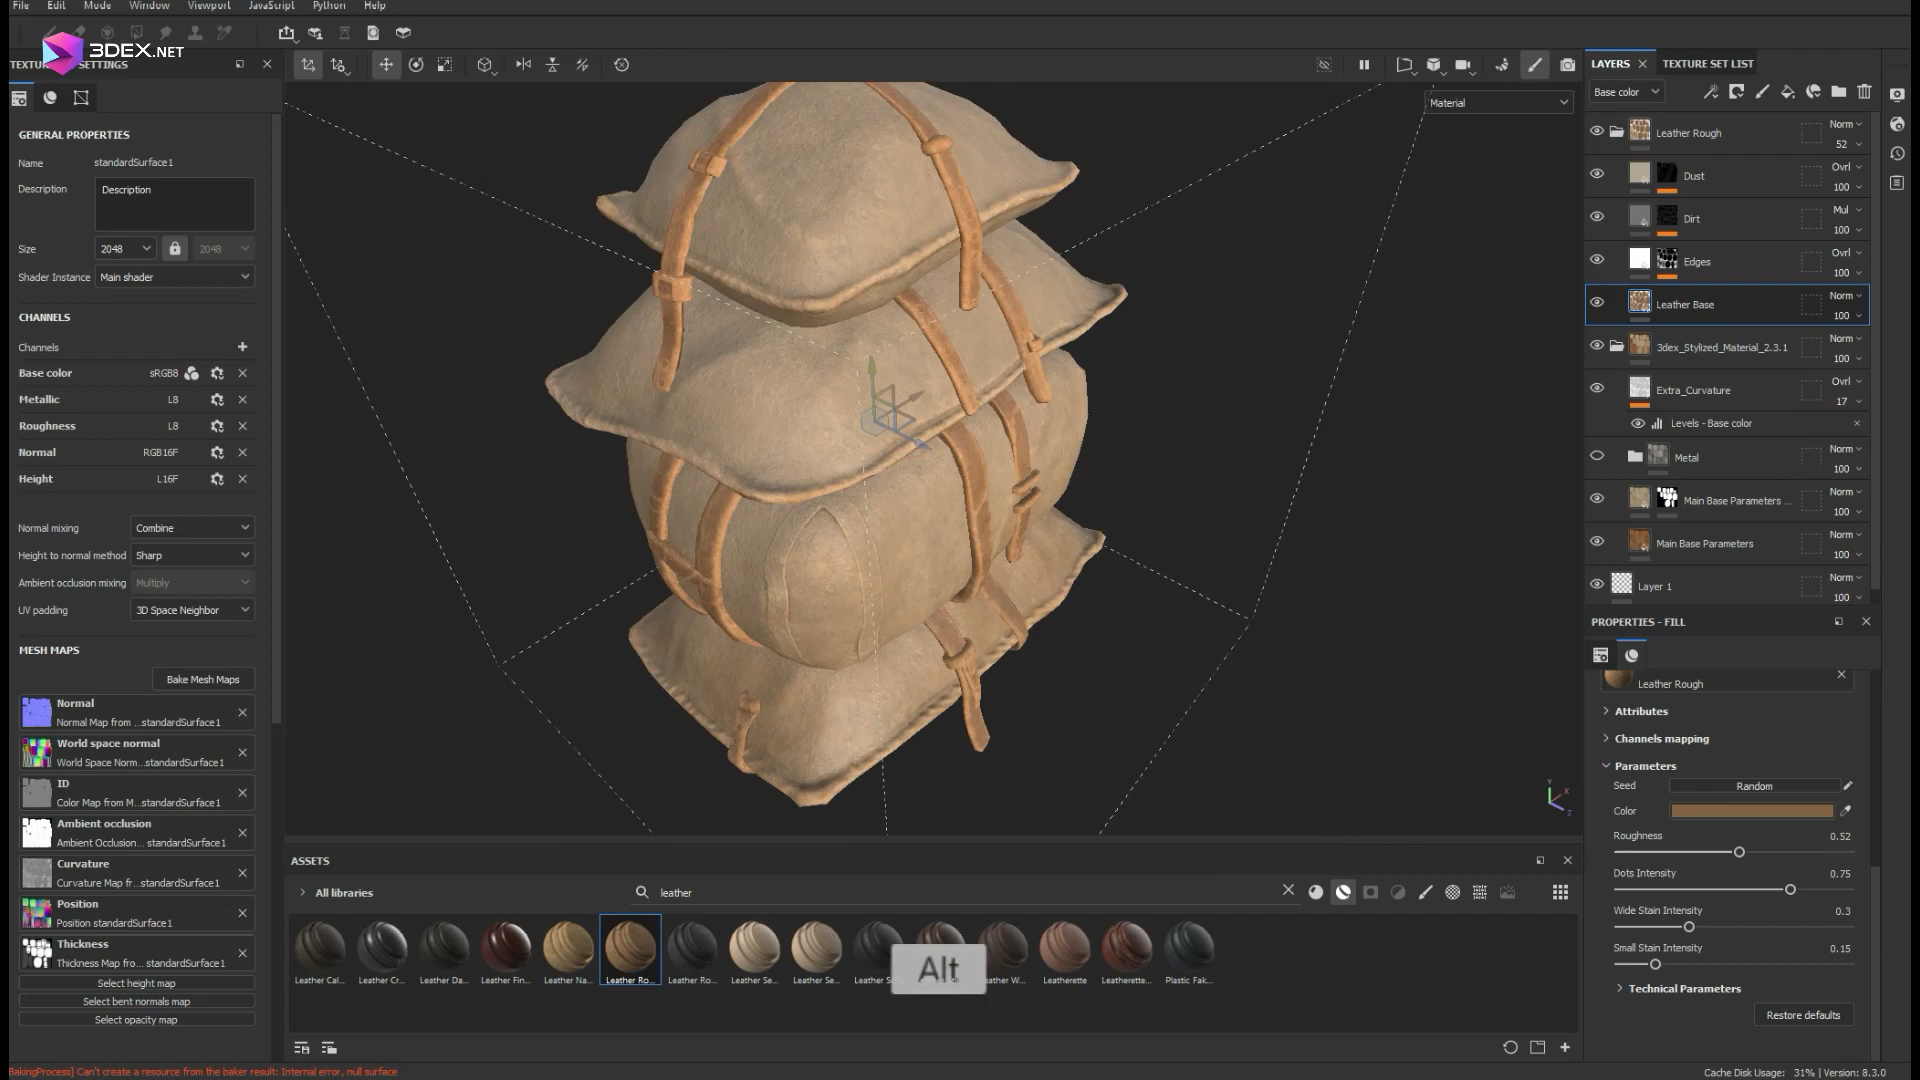 File Edit Mode Window Viewport JavaScript Python Help
3DEX.NET
SETTINGS
GENERAL PROPERTIES
Name standardSurface1
Description Description
Size 2048 2048
Shader Instance Main shader
CHANNELS
Channels
Base color sRGB8
Metallic L8
Roughness L8
Normal RGB16F
Height L16F
Normal mixing Combine
Height to normal method Sharp
Ambient occlusion mixing Multiply
UV padding 3D Space Neighbor
MESH MAPS
Bake Mesh Maps
Normal
Normal Map from ...standardSurface1
World space normal
World Space Norm...standardSurface1
ID
Color Map from M...standardSurface1
Ambient occlusion
Ambient Occlusion... standardSurface1
Curvature
Curvature Map fr...standardSurface1
Position
Position standardSurface1
Thickness
Thickness Map fro...standardSurface1
Select height map
Select bent normals map
Select opacity map
Material
Y
X
Z
ASSETS
All libraries leather
Leather Cal... Leather Cr... Leather Da... Leather Fin... Leather Na... Leather Ro... Leather Ro... Leather Se... Leather Se... Leather Leatherette Leatherette... Plastic Fak...
Alt
LAYERS TEXTURE SET LIST
Base color
Leather Rough Norm
52
Dust Ovrl
100
Dirt Mul
100
Edges Ovrl
100
Leather Base Norm
100
3dex_Stylized_Material_2.3.1 Norm
100
Extra_Curvature Ovrl
17
Levels - Base color
Metal Norm
100
Main Base Parameters ... Norm
100
Main Base Parameters Norm
100
Layer 1 Norm
100
PROPERTIES - FILL
Leather Rough
Attributes
Channels mapping
Parameters
Seed Random
Color
Roughness 0.52
Dots Intensity 0.75
Wide Stain Intensity 0.3
Small Stain Intensity 0.15
Technical Parameters
Restore defaults
BakingProcess] Can't create a resource from the baker result: Internal error, null surface
Cache Disk Usage: 31% | Version: 8.3.0